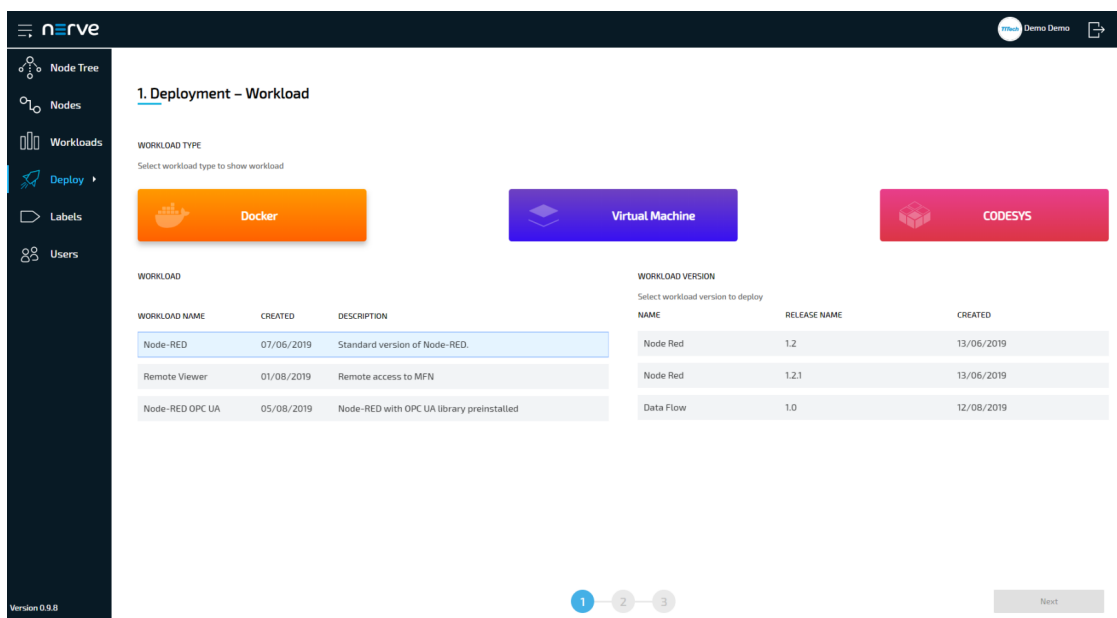 nerve
TTTech Demo Demo
Node Tree
Nodes
Workloads
Deploy
Labels
Users
Version 0.9.8
1. Deployment – Workload
WORKLOAD TYPE
Select workload type to show workload
Docker
Virtual Machine
CODESYS
WORKLOAD
WORKLOAD NAME CREATED DESCRIPTION
Node-RED 07/06/2019 Standard version of Node-RED.
Remote Viewer 01/08/2019 Remote access to MFN
Node-RED OPC UA 05/08/2019 Node-RED with OPC UA library preinstalled
WORKLOAD VERSION
Select workload version to deploy
NAME RELEASE NAME CREATED
Node Red 1.2 13/06/2019
Node Red 1.2.1 13/06/2019
Data Flow 1.0 12/08/2019
1 2 3
Next